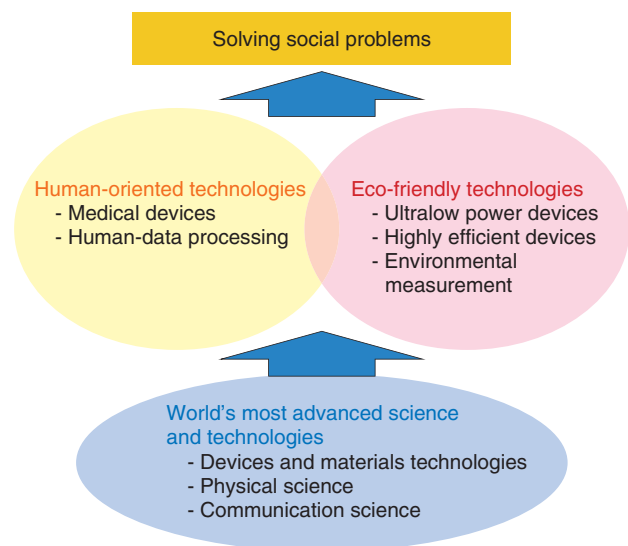 Solving social problems
Human-oriented technologies
- Medical devices
- Human-data processing
Eco-friendly technologies
- Ultralow power devices
- Highly efficient devices
- Environmental
measurement
World's most advanced science
and technologies
- Devices and materials technologies
- Physical science
- Communication science